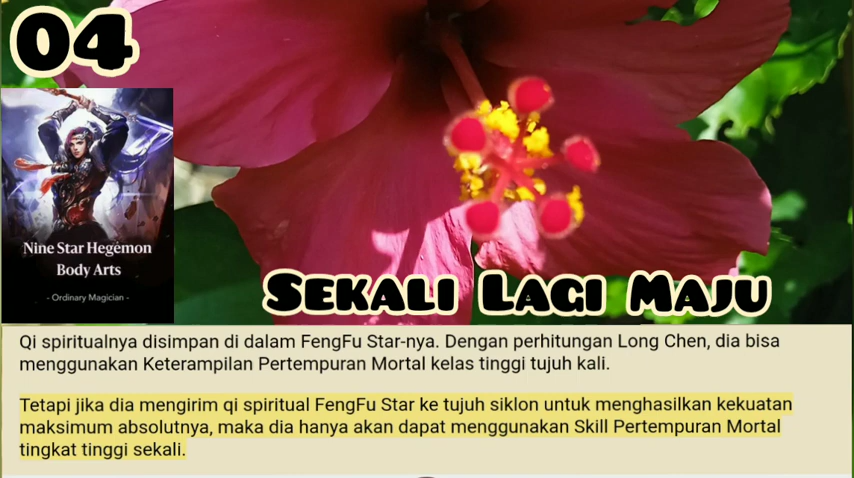 04
Nine Star Hegemon
Body Arts
- Ordinary Magician -
Sekali Lagi Maju
Qi spiritualnya disimpan di dalam FengFu Star-nya. Dengan perhitungan Long Chen, dia bisa
menggunakan Keterampilan Pertempuran Mortal kelas tinggi tujuh kali.
Tetapi jika dia mengirim qi spiritual FengFu Star ke tujuh siklon untuk menghasilkan kekuatan
maksimum absolutnya, maka dia hanya akan dapat menggunakan Skill Pertempuran Mortal
tingkat tinggi sekali.